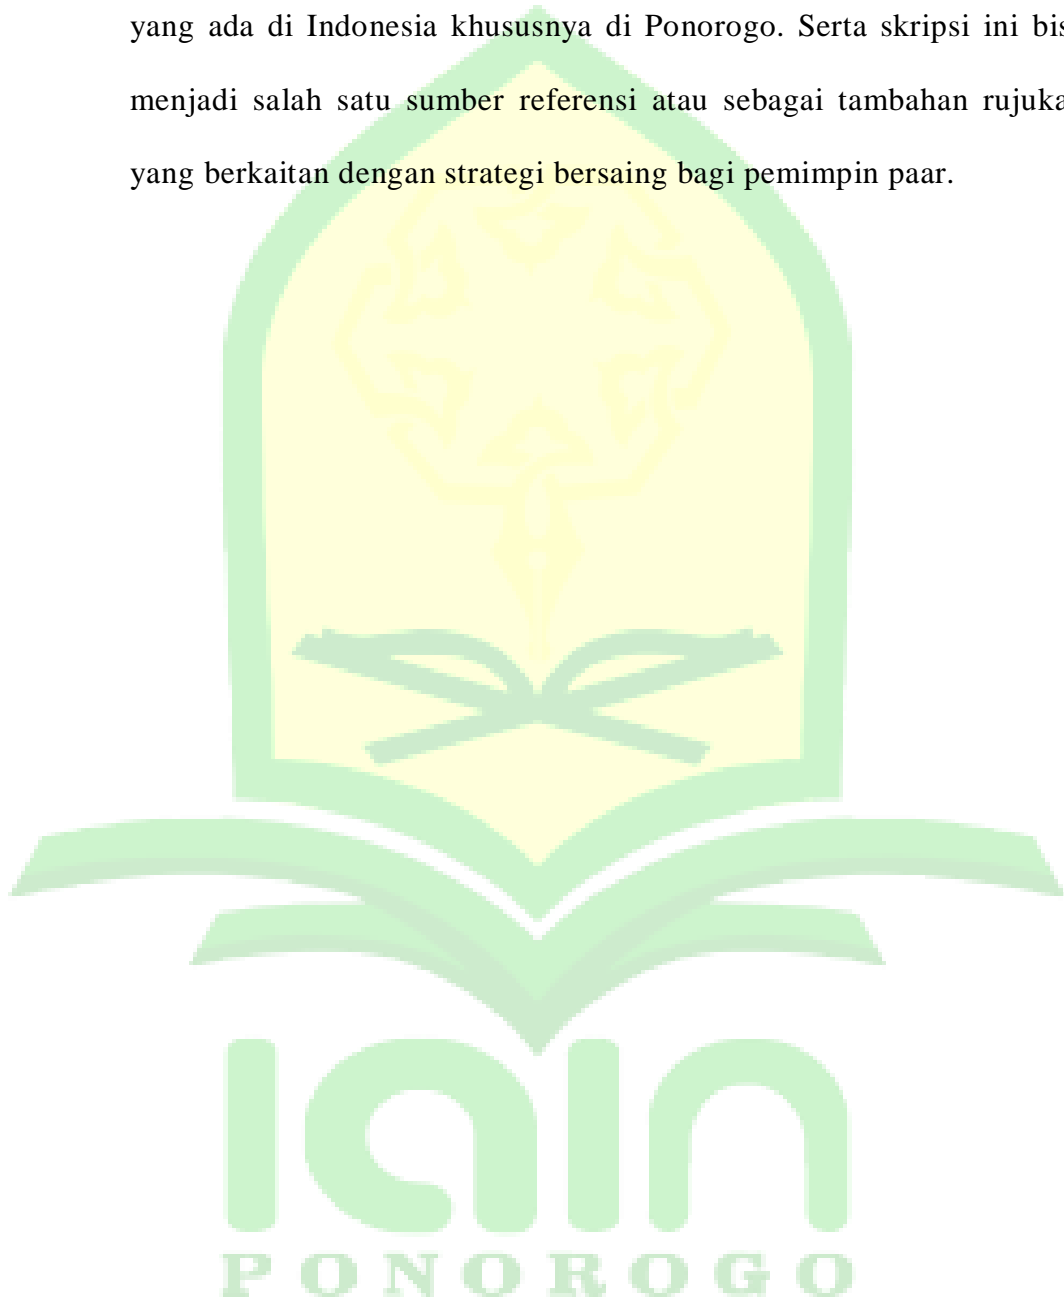 yang ada di Indonesia khususnya di Ponorogo. Serta skripsi ini bis
menjadi salah satu sumber referensi atau sebagai tambahan rujuka
yang berkaitan dengan strategi bersaing bagi pemimpin paar.
IAIN
PONOROGO